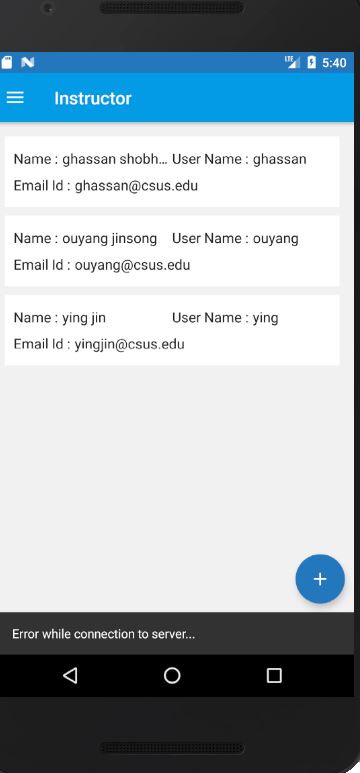 LTE 5:40
Instructor
Name : ghassan shobh... User Name : ghassan
Email Id : ghassan@csus.edu
Name : ouyang jinsong User Name : ouyang
Email Id : ouyang@csus.edu
Name : ying jin User Name : ying
Email Id : yingjin@csus.edu
+
Error while connection to server...